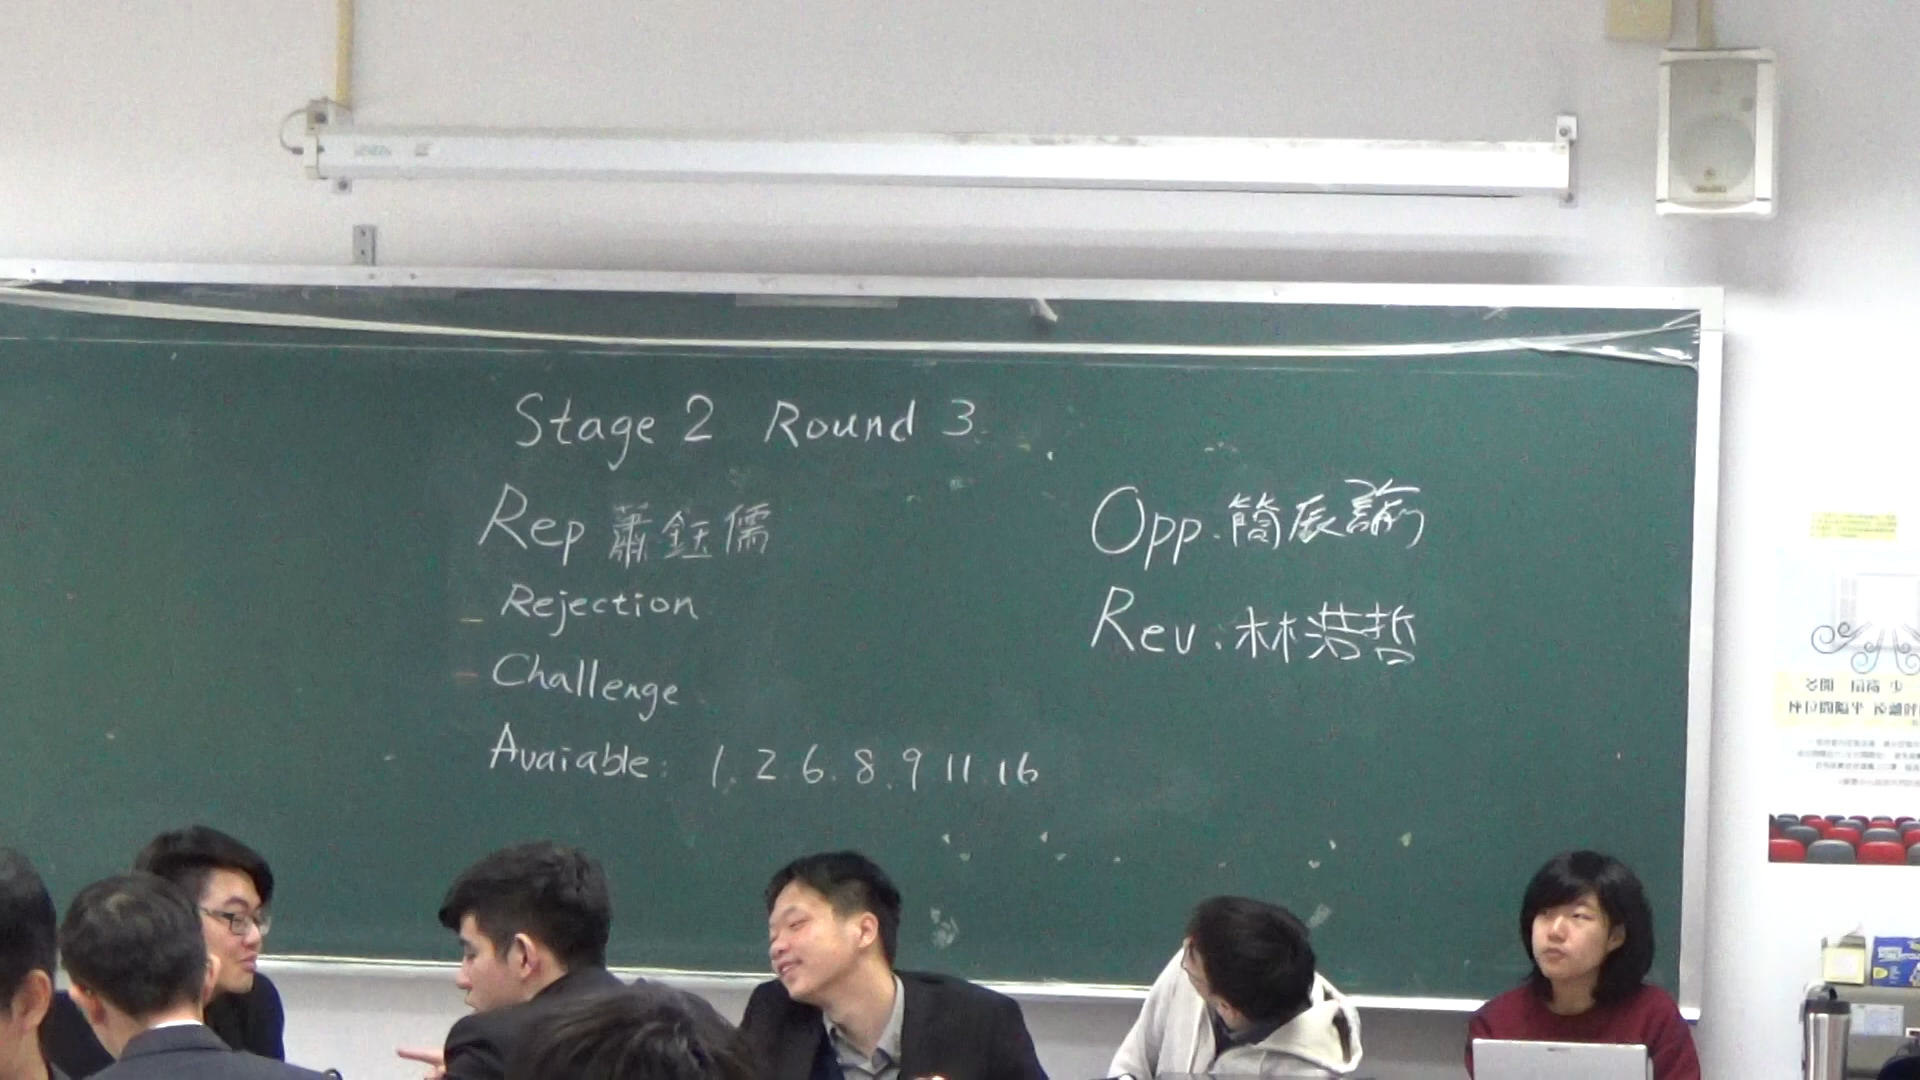 Stage 2 Round 3
Rep 蕭鈺儒
Rejection
Challenge
Avaiable: 1. 2 6. 8. 9 11 16
Opp. 簡辰諭
Rev: 林浩哲